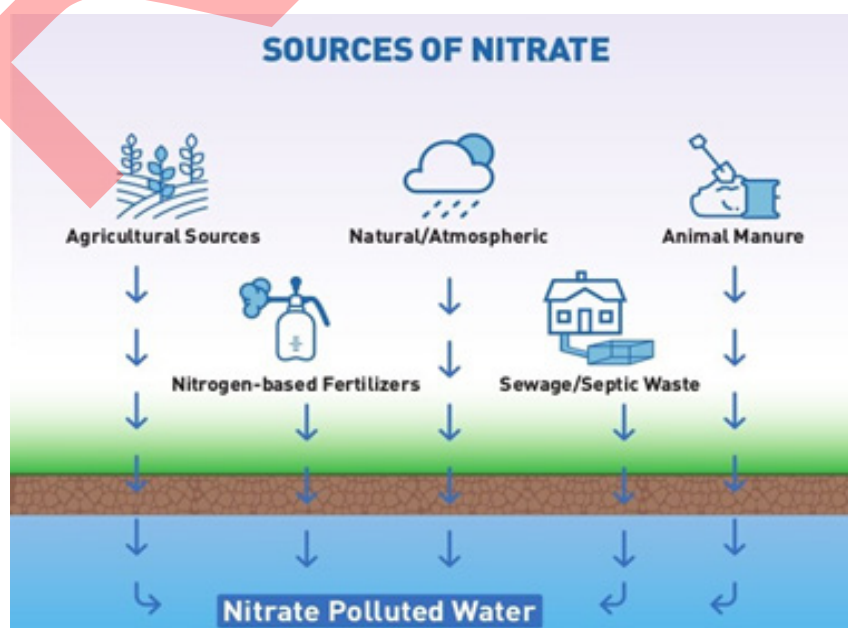 SOURCES OF NITRATE
Agricultural Sources
Natural/Atmospheric
Animal Manure
Nitrogen-based Fertilizers
Sewage/Septic Waste
Nitrate Polluted Water